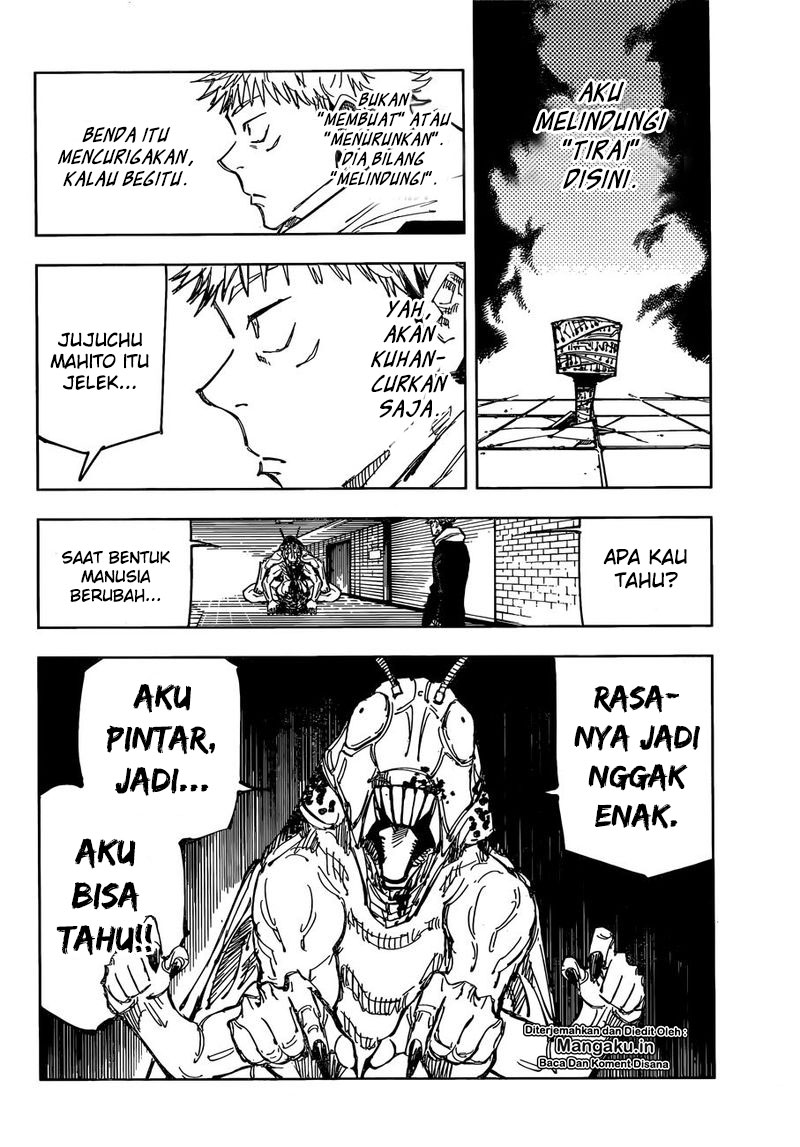 AKU
MELINDUNGI
"TIRAI"
DISINI.
BUKAN
"MEMBUAT" ATAU
"MENURUNKAN".
DIA BILANG
"MELINDUNGI".
BENDA ITU
MENCURIGAKAN,
KALAU BEGITU.
YAH,
AKAN
KUHAN-
CURKAN
SAJA.
JUJUCHU
MAHITO ITU
JELEK...
APA KAU
TAHU?
SAAT BENTUK
MANUSIA
BERUBAH...
RASA-
NYA JADI
NGGAK
ENAK.
AKU
PINTAR,
JADI...
AKU
BISA
TAHU!!
Diterjemahkan dan Diedit Oleh :
Mangaku.in
Baca Dan Koment Disana